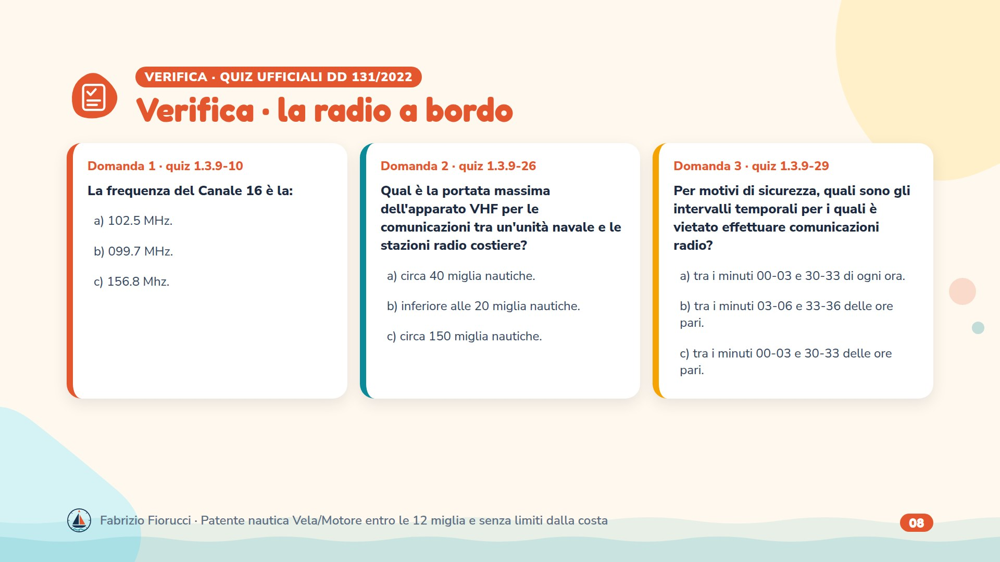 VERIFICA · QUIZ UFFICIALI DD 131/2022
Verifica · la radio a bordo
Domanda 1 · quiz 1.3.9-10
La frequenza del Canale 16 è la:
a) 102.5 MHz.
b) 099.7 MHz.
c) 156.8 Mhz.
Domanda 2 · quiz 1.3.9-26
Qual è la portata massima
dell'apparato VHF per le
comunicazioni tra un'unità navale e le
stazioni radio costiere?
a) circa 40 miglia nautiche.
b) inferiore alle 20 miglia nautiche.
c) circa 150 miglia nautiche.
Domanda 3 · quiz 1.3.9-29
Per motivi di sicurezza, quali sono gli
intervalli temporali per i quali è
vietato effettuare comunicazioni
radio?
a) tra i minuti 00-03 e 30-33 di ogni ora.
b) tra i minuti 03-06 e 33-36 delle ore
pari.
c) tra i minuti 00-03 e 30-33 delle ore
pari.
Fabrizio Fiorucci · Patente nautica Vela/Motore entro le 12 miglia e senza limiti dalla costa
08